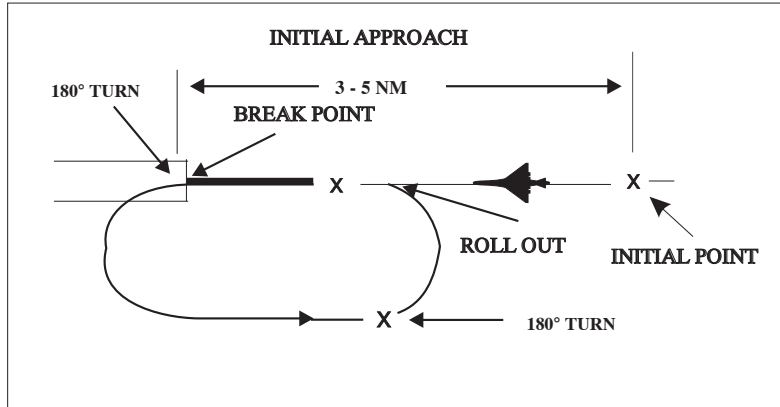 INITIAL APPROACH
3 - 5 NM
180° TURN
BREAK POINT
X
X
ROLL OUT
INITIAL POINT
X
180° TURN